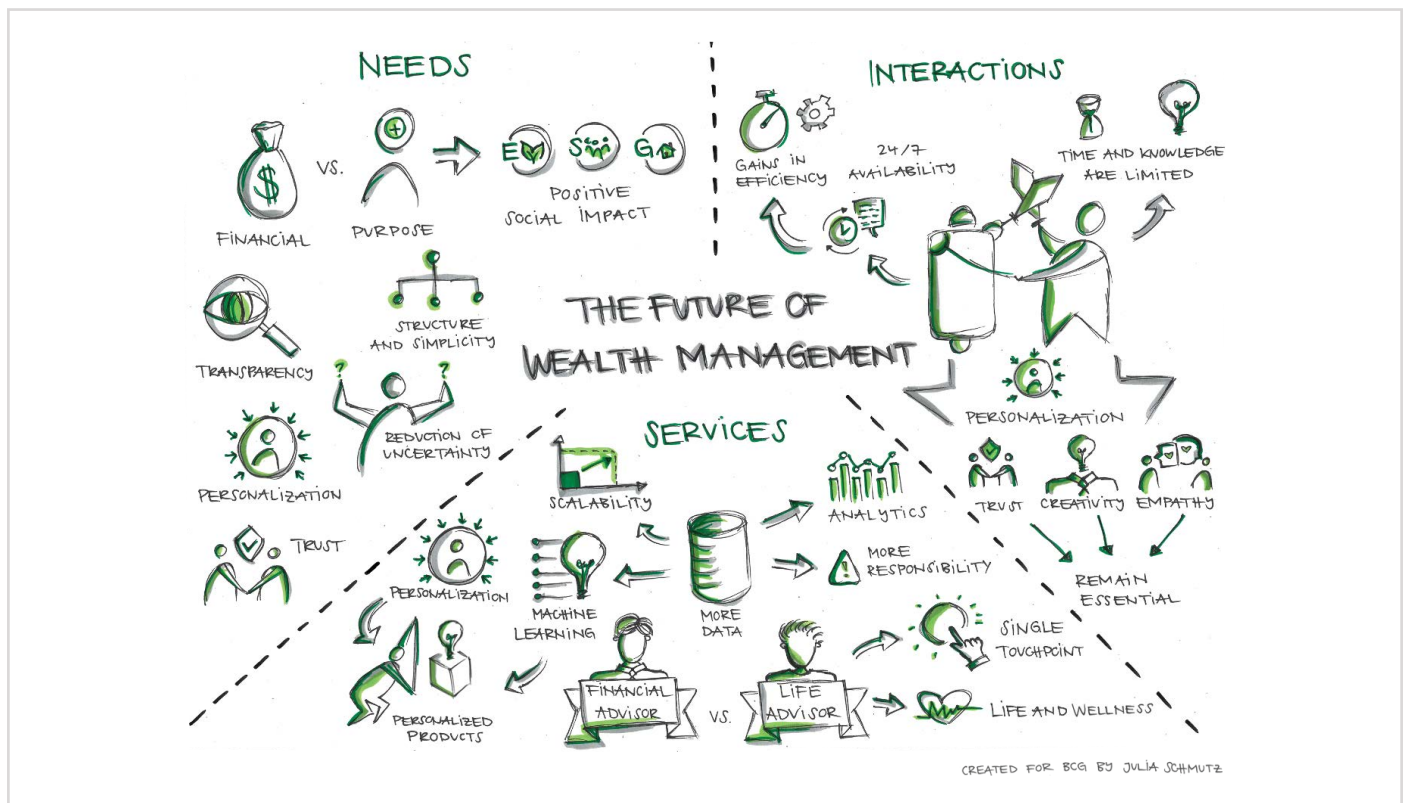 NEEDS
FINANCIAL
VS.
PURPOSE
E S G
POSITIVE
SOCIAL IMPACT
TRANSPARENCY
STRUCTURE
AND SIMPLICITY
? ?
REDUCTION OF
UNCERTAINTY
PERSONALIZATION
TRUST
INTERACTIONS
GAINS IN
EFFICIENCY
24/7
AVAILABILITY
TIME AND KNOWLEDGE
ARE LIMITED
PERSONALIZATION
TRUST
CREATIVITY
EMPATHY
REMAIN
ESSENTIAL
THE FUTURE OF
WEALTH MANAGEMENT
SERVICES
SCALABILITY
ANALYTICS
PERSONALIZATION
MACHINE
LEARNING
MORE
DATA
MORE
RESPONSIBILITY
PERSONALIZED
PRODUCTS
FINANCIAL
ADVISOR
VS.
LIFE
ADVISOR
SINGLE
TOUCHPOINT
LIFE AND WELLNESS
CREATED FOR BCG BY JULIA SCHMUTZ